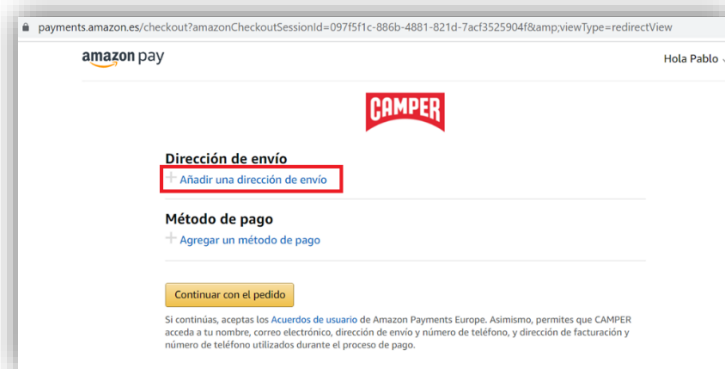 payments.amazon.es/checkout?amazonCheckoutSessionId=097f5f1c-886b-4881-821d-7acf3525904f&amp;viewType=redirectView
amazon pay
Hola Pablo
CAMPER
Dirección de envío
+ Añadir una dirección de envío
Método de pago
+ Agregar un método de pago
Continuar con el pedido
Si continúas, aceptas los Acuerdos de usuario de Amazon Payments Europe. Asimismo, permites que CAMPER
acceda a tu nombre, correo electrónico, dirección de envío y número de teléfono, y dirección de facturación y
número de teléfono utilizados durante el proceso de pago.